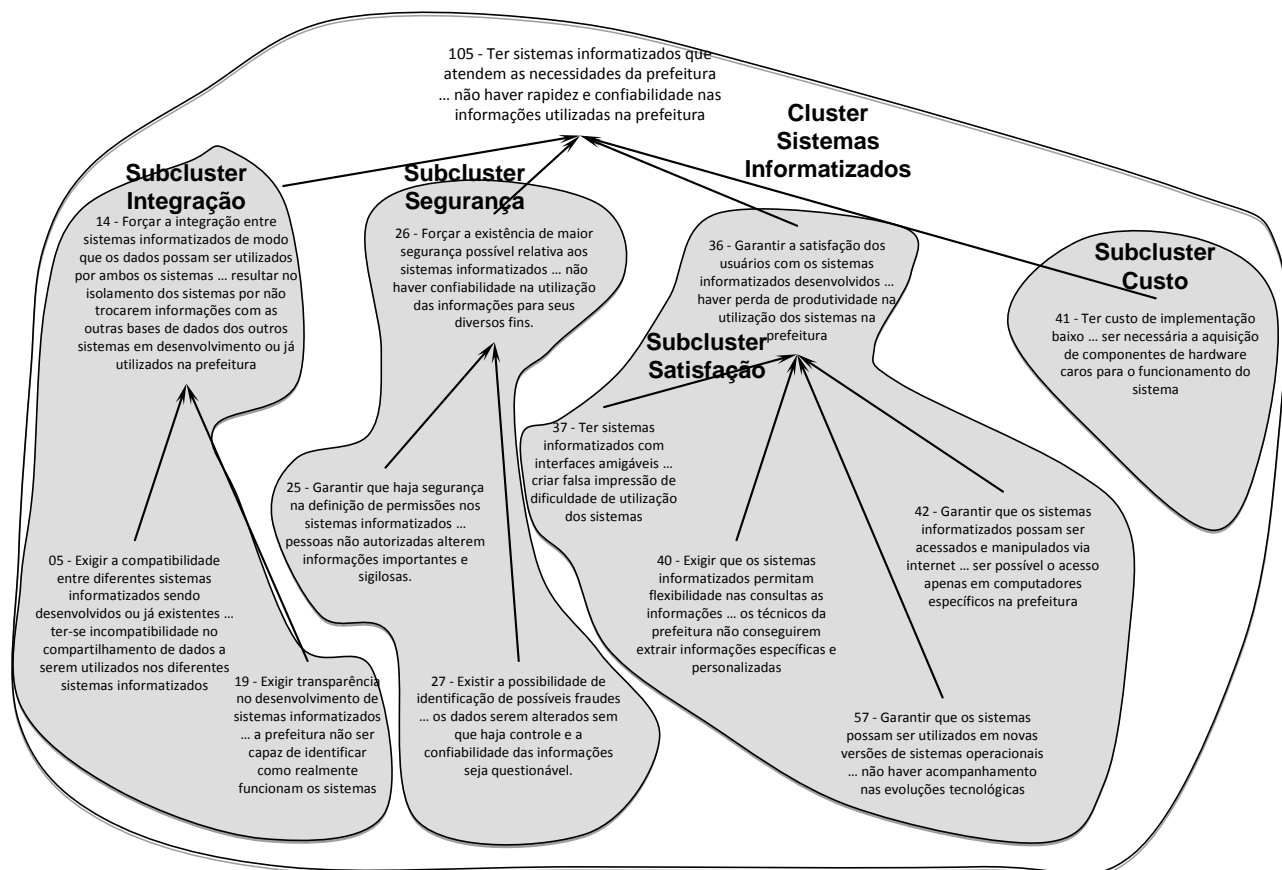 105 - Ter sistemas informatizados que
atendem as necessidades da prefeitura
... não haver rapidez e confiabilidade nas
informações utilizadas na prefeitura
Cluster
Sistemas
Informatizados
Subcluster
Integração
14 - Forçar a integração entre
sistemas informatizados de modo
que os dados possam ser utilizados
por ambos os sistemas ... resultar no
isolamento dos sistemas por não
trocarem informações com as
outras bases de dados dos outros
sistemas em desenvolvimento ou já
utilizados na prefeitura
Subcluster
Segurança
26 - Forçar a existência de maior
segurança possível relativa aos
sistemas informatizados ... não
haver confiabilidade na utilização
das informações para seus
diversos fins.
36 - Garantir a satisfação dos
usuários com os sistemas
informatizados desenvolvidos ...
haver perda de produtividade na
utilização dos sistemas na
prefeitura
Subcluster
Satisfação
Subcluster
Custo
41 - Ter custo de implementação
baixo ... ser necessária a aquisição
de componentes de hardware
caros para o funcionamento do
sistema
37 - Ter sistemas
informatizados com
interfaces amigáveis ...
criar falsa impressão de
dificuldade de utilização
dos sistemas
25 - Garantir que haja segurança
na definição de permissões nos
sistemas informatizados ...
pessoas não autorizadas alterem
informações importantes e
sigilosas.
42 - Garantir que os sistemas
informatizados possam ser
acessados e manipulados via
internet ... ser possível o acesso
apenas em computadores
específicos na prefeitura
05 - Exigir a compatibilidade
entre diferentes sistemas
informatizados sendo
desenvolvidos ou já existentes ...
ter-se incompatibilidade no
compartilhamento de dados a
serem utilizados nos diferentes
sistemas informatizados
40 - Exigir que os sistemas
informatizados permitam
flexibilidade nas consultas as
informações ... os técnicos da
prefeitura não conseguirem
extrair informações específicas e
personalizadas
19 - Exigir transparência
no desenvolvimento de
sistemas informatizados
... a prefeitura não ser
capaz de identificar
como realmente
funcionam os sistemas
27 - Existir a possibilidade de
identificação de possíveis fraudes
... os dados serem alterados sem
que haja controle e a
confiabilidade das informações
seja questionável.
57 - Garantir que os sistemas
possam ser utilizados em novas
versões de sistemas operacionais
... não haver acompanhamento
nas evoluções tecnológicas